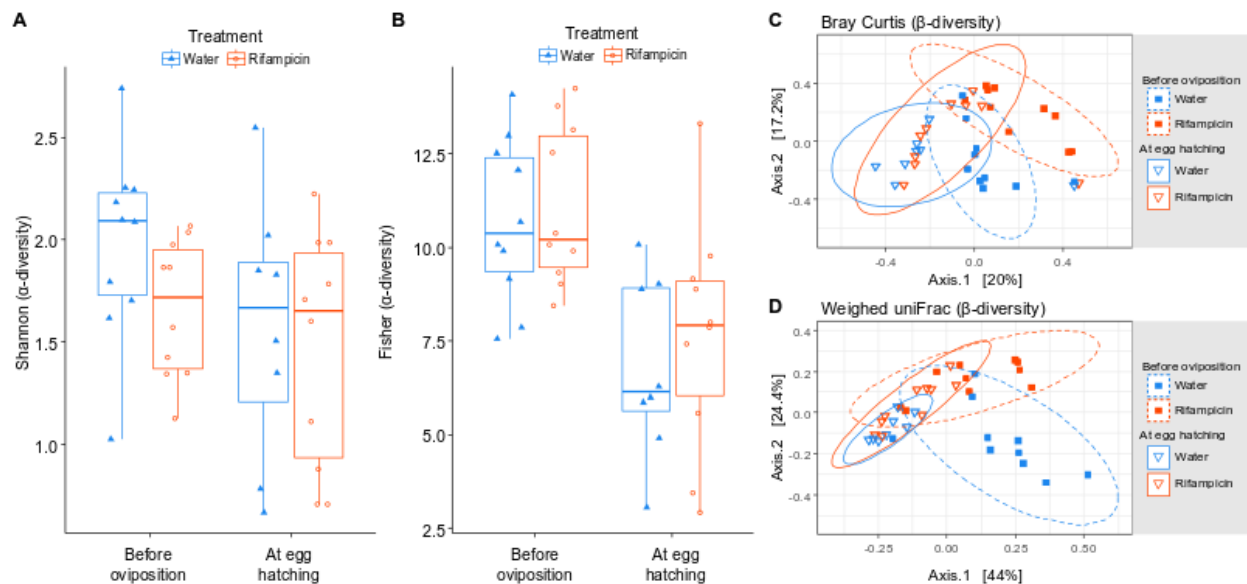 A
Treatment
Water Rifampicin
Shannon (α-diversity)
2.5
2.0
1.5
1.0
Before oviposition
At egg hatching
B
Treatment
Water Rifampicin
Fisher (α-diversity)
12.5
10.0
7.5
5.0
2.5
Before oviposition
At egg hatching
C
Bray Curtis (β-diversity)
Axis.2 [17.2%]
0.4
0.0
-0.4
-0.4 0.0 0.4
Axis.1 [20%]
Before oviposition
Water
Rifampicin
At egg hatching
Water
Rifampicin
D
Weighed uniFrac (β-diversity)
Axis.2 [24.4%]
0.4
0.2
0.0
-0.2
-0.4
-0.25 0.00 0.25 0.50
Axis.1 [44%]
Before oviposition
Water
Rifampicin
At egg hatching
Water
Rifampicin